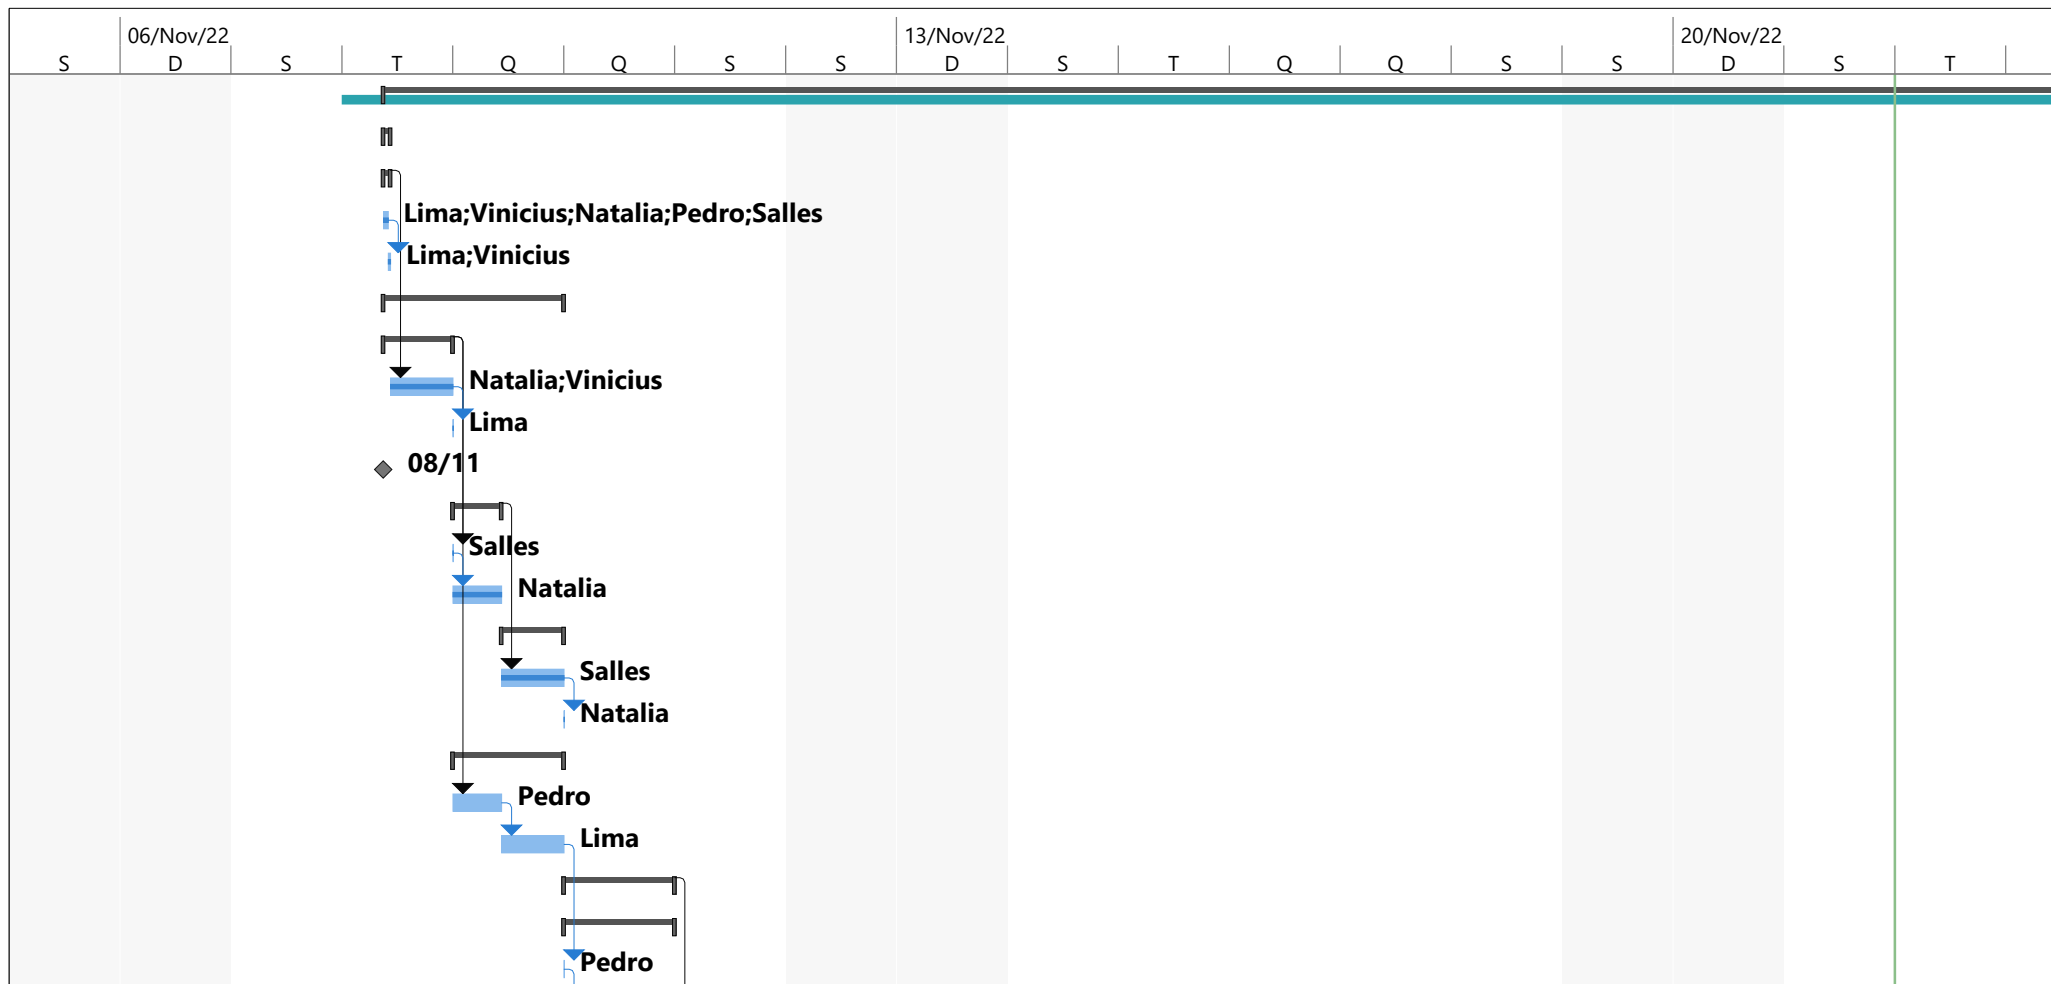 06/Nov/22 13/Nov/22 20/Nov/22
S D S T Q Q S S D S T Q Q S S D S T
Lima;Vinicius;Natalia;Pedro;Salles
Lima;Vinicius
Natalia;Vinicius
Lima
08/11
Salles
Natalia
Salles
Natalia
Pedro
Lima
Pedro